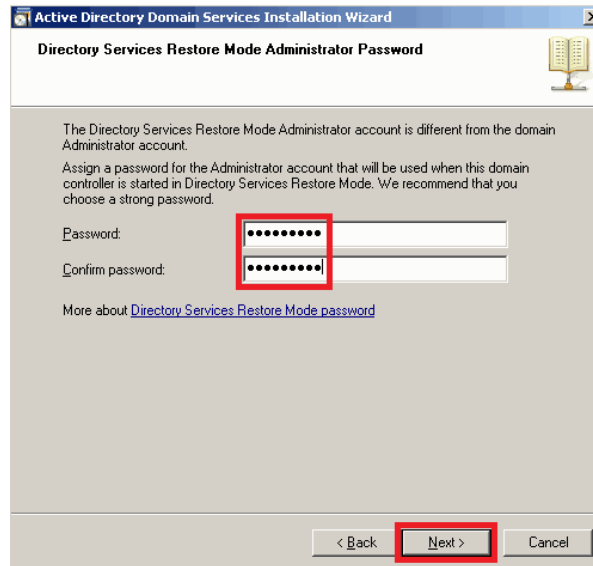 Active Directory Domain Services Installation Wizard
Directory Services Restore Mode Administrator Password
The Directory Services Restore Mode Administrator account is different from the domain
Administrator account.
Assign a password for the Administrator account that will be used when this domain
controller is started in Directory Services Restore Mode. We recommend that you
choose a strong password.
Password: ●●●●●●●●●
Confirm password: ●●●●●●●●●
More about Directory Services Restore Mode password
< Back Next > Cancel